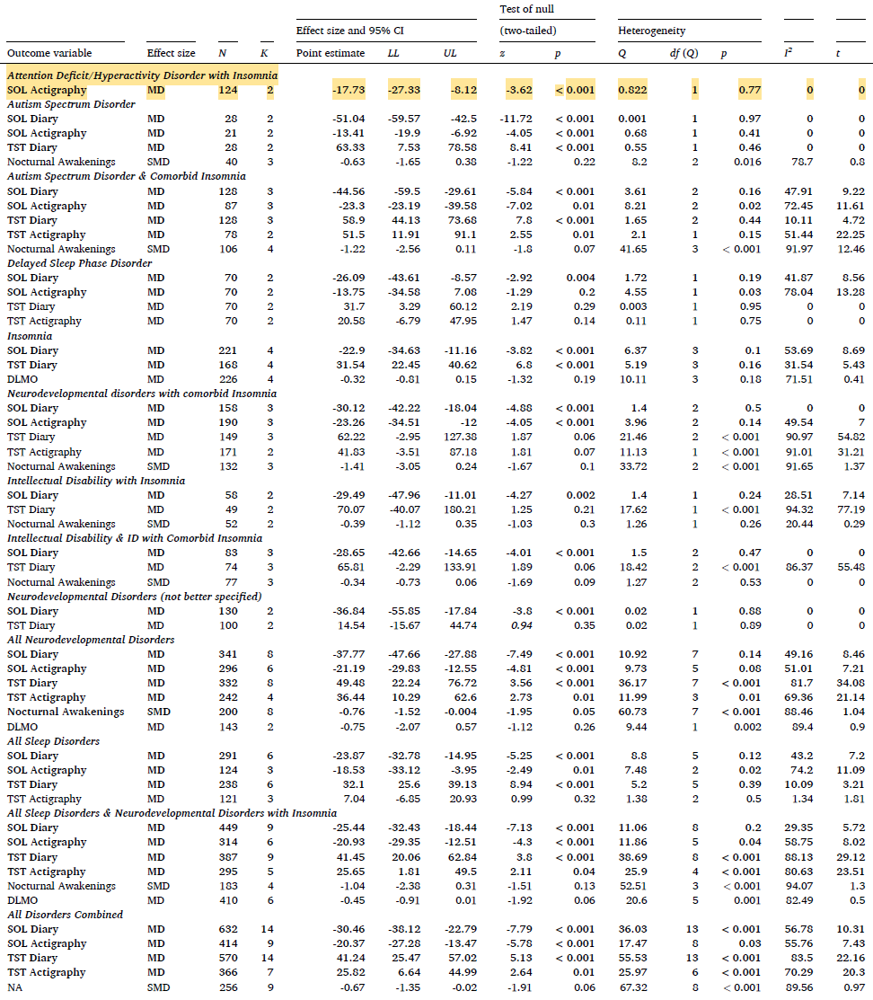 Test of null
Effect size and 95% CI (two-tailed) Heterogeneity
Outcome variable Effect size N K Point estimate LL UL z p Q df (Q) p I² t
Attention Deficit/Hyperactivity Disorder with Insomnia
SOL Actigraphy MD 124 2 -17.73 -27.33 -8.12 -3.62 < 0.001 0.822 1 0.77 0 0
Autism Spectrum Disorder
SOL Diary MD 28 2 -51.04 -59.57 -42.5 -11.72 < 0.001 0.001 1 0.97 0 0
SOL Actigraphy MD 21 2 -13.41 -19.9 -6.92 -4.05 < 0.001 0.68 1 0.41 0 0
TST Diary MD 28 2 63.33 7.53 78.58 8.41 < 0.001 0.55 1 0.46 0 0
Nocturnal Awakenings SMD 40 3 -0.63 -1.65 0.38 -1.22 0.22 8.2 2 0.016 78.7 0.8
Autism Spectrum Disorder & Comorbid Insomnia
SOL Diary MD 128 3 -44.56 -59.5 -29.61 -5.84 < 0.001 3.61 2 0.16 47.91 9.22
SOL Actigraphy MD 87 3 -23.3 -23.19 -39.58 -7.02 0.01 8.21 2 0.02 72.45 11.61
TST Diary MD 128 3 58.9 44.13 73.68 7.8 < 0.001 1.65 2 0.44 10.11 4.72
TST Actigraphy MD 78 2 51.5 11.91 91.1 2.55 0.01 2.1 1 0.15 51.44 22.25
Nocturnal Awakenings SMD 106 4 -1.22 -2.56 0.11 -1.8 0.07 41.65 3 < 0.001 91.97 12.46
Delayed Sleep Phase Disorder
SOL Diary MD 70 2 -26.09 -43.61 -8.57 -2.92 0.004 1.72 1 0.19 41.87 8.56
SOL Actigraphy MD 70 2 -13.75 -34.58 7.08 -1.29 0.2 4.55 1 0.03 78.04 13.28
TST Diary MD 70 2 31.7 3.29 60.12 2.19 0.29 0.003 1 0.95 0 0
TST Actigraphy MD 70 2 20.58 -6.79 47.95 1.47 0.14 0.11 1 0.75 0 0
Insomnia
SOL Diary MD 221 4 -22.9 -34.63 -11.16 -3.82 < 0.001 6.37 3 0.1 53.69 8.69
TST Diary MD 168 4 31.54 22.45 40.62 6.8 < 0.001 5.19 3 0.16 31.54 5.43
DLMO MD 226 4 -0.32 -0.81 0.15 -1.32 0.19 10.11 3 0.18 71.51 0.41
Neurodevelopmental disorders with comorbid Insomnia
SOL Diary MD 158 3 -30.12 -42.22 -18.04 -4.88 < 0.001 1.4 2 0.5 0 0
SOL Actigraphy MD 190 3 -23.26 -34.51 -12 -4.05 < 0.001 3.96 2 0.14 49.54 7
TST Diary MD 149 3 62.22 -2.95 127.38 1.87 0.06 21.46 2 < 0.001 90.97 54.82
TST Actigraphy MD 171 2 41.83 -3.51 87.18 1.81 0.07 11.13 1 < 0.001 91.01 31.21
Nocturnal Awakenings SMD 132 3 -1.41 -3.05 0.24 -1.67 0.1 33.72 2 < 0.001 91.65 1.37
Intellectual Disability with Insomnia
SOL Diary MD 58 2 -29.49 -47.96 -11.01 -4.27 0.002 1.4 1 0.24 28.51 7.14
TST Diary MD 49 2 70.07 -40.07 180.21 1.25 0.21 17.62 1 < 0.001 94.32 77.19
Nocturnal Awakenings SMD 52 2 -0.39 -1.12 0.35 -1.03 0.3 1.26 1 0.26 20.44 0.29
Intellectual Disability & ID with Comorbid Insomnia
SOL Diary MD 83 3 -28.65 -42.66 -14.65 -4.01 < 0.001 1.5 2 0.47 0 0
TST Diary MD 74 3 65.81 -2.29 133.91 1.89 0.06 18.42 2 < 0.001 86.37 55.48
Nocturnal Awakenings SMD 77 3 -0.34 -0.73 0.06 -1.69 0.09 1.27 2 0.53 0 0
Neurodevelopmental Disorders (not better specified)
SOL Diary MD 130 2 -36.84 -55.85 -17.84 -3.8 < 0.001 0.02 1 0.88 0 0
TST Diary MD 100 2 14.54 -15.67 44.74 0.94 0.35 0.02 1 0.89 0 0
All Neurodevelopmental Disorders
SOL Diary MD 341 8 -37.77 -47.66 -27.88 -7.49 < 0.001 10.92 7 0.14 49.16 8.46
SOL Actigraphy MD 296 6 -21.19 -29.83 -12.55 -4.81 < 0.001 9.73 5 0.08 51.01 7.21
TST Diary MD 332 8 49.48 22.24 76.72 3.56 < 0.001 36.17 7 < 0.001 81.7 34.08
TST Actigraphy MD 242 4 36.44 10.29 62.6 2.73 0.01 11.99 3 0.01 69.36 21.14
Nocturnal Awakenings SMD 200 8 -0.76 -1.52 -0.004 -1.95 0.05 60.73 7 < 0.001 88.46 1.04
DLMO MD 143 2 -0.75 -2.07 0.57 -1.12 0.26 9.44 1 0.002 89.4 0.9
All Sleep Disorders
SOL Diary MD 291 6 -23.87 -32.78 -14.95 -5.25 < 0.001 8.8 5 0.12 43.2 7.2
SOL Actigraphy MD 124 3 -18.53 -33.12 -3.95 -2.49 0.01 7.48 2 0.02 74.2 11.09
TST Diary MD 238 6 32.1 25.6 39.13 8.94 < 0.001 5.2 5 0.39 10.09 3.21
TST Actigraphy MD 121 3 7.04 -6.85 20.93 0.99 0.32 1.38 2 0.5 1.34 1.81
All Sleep Disorders & Neurodevelopmental Disorders with Insomnia
SOL Diary MD 449 9 -25.44 -32.43 -18.44 -7.13 < 0.001 11.06 8 0.2 29.35 5.72
SOL Actigraphy MD 314 6 -20.93 -29.35 -12.51 -4.3 < 0.001 11.86 5 0.04 58.75 8.02
TST Diary MD 387 9 41.45 20.06 62.84 3.8 < 0.001 38.69 8 < 0.001 88.13 29.12
TST Actigraphy MD 295 5 25.65 1.81 49.5 2.11 0.04 25.9 4 < 0.001 80.63 23.51
Nocturnal Awakenings SMD 183 4 -1.04 -2.38 0.31 -1.51 0.13 52.51 3 < 0.001 94.07 1.3
DLMO MD 410 6 -0.45 -0.91 0.01 -1.92 0.06 20.6 5 0.001 82.49 0.5
All Disorders Combined
SOL Diary MD 632 14 -30.46 -38.12 -22.79 -7.79 < 0.001 36.03 13 < 0.001 56.78 10.31
SOL Actigraphy MD 414 9 -20.37 -27.28 -13.47 -5.78 < 0.001 17.47 8 0.03 55.76 7.43
TST Diary MD 570 14 41.24 25.47 57.02 5.13 < 0.001 55.53 13 < 0.001 83.5 22.16
TST Actigraphy MD 366 7 25.82 6.64 44.99 2.64 0.01 25.97 6 < 0.001 70.29 20.3
NA SMD 256 9 -0.67 -1.35 -0.02 -1.91 0.06 67.32 8 < 0.001 89.56 0.97